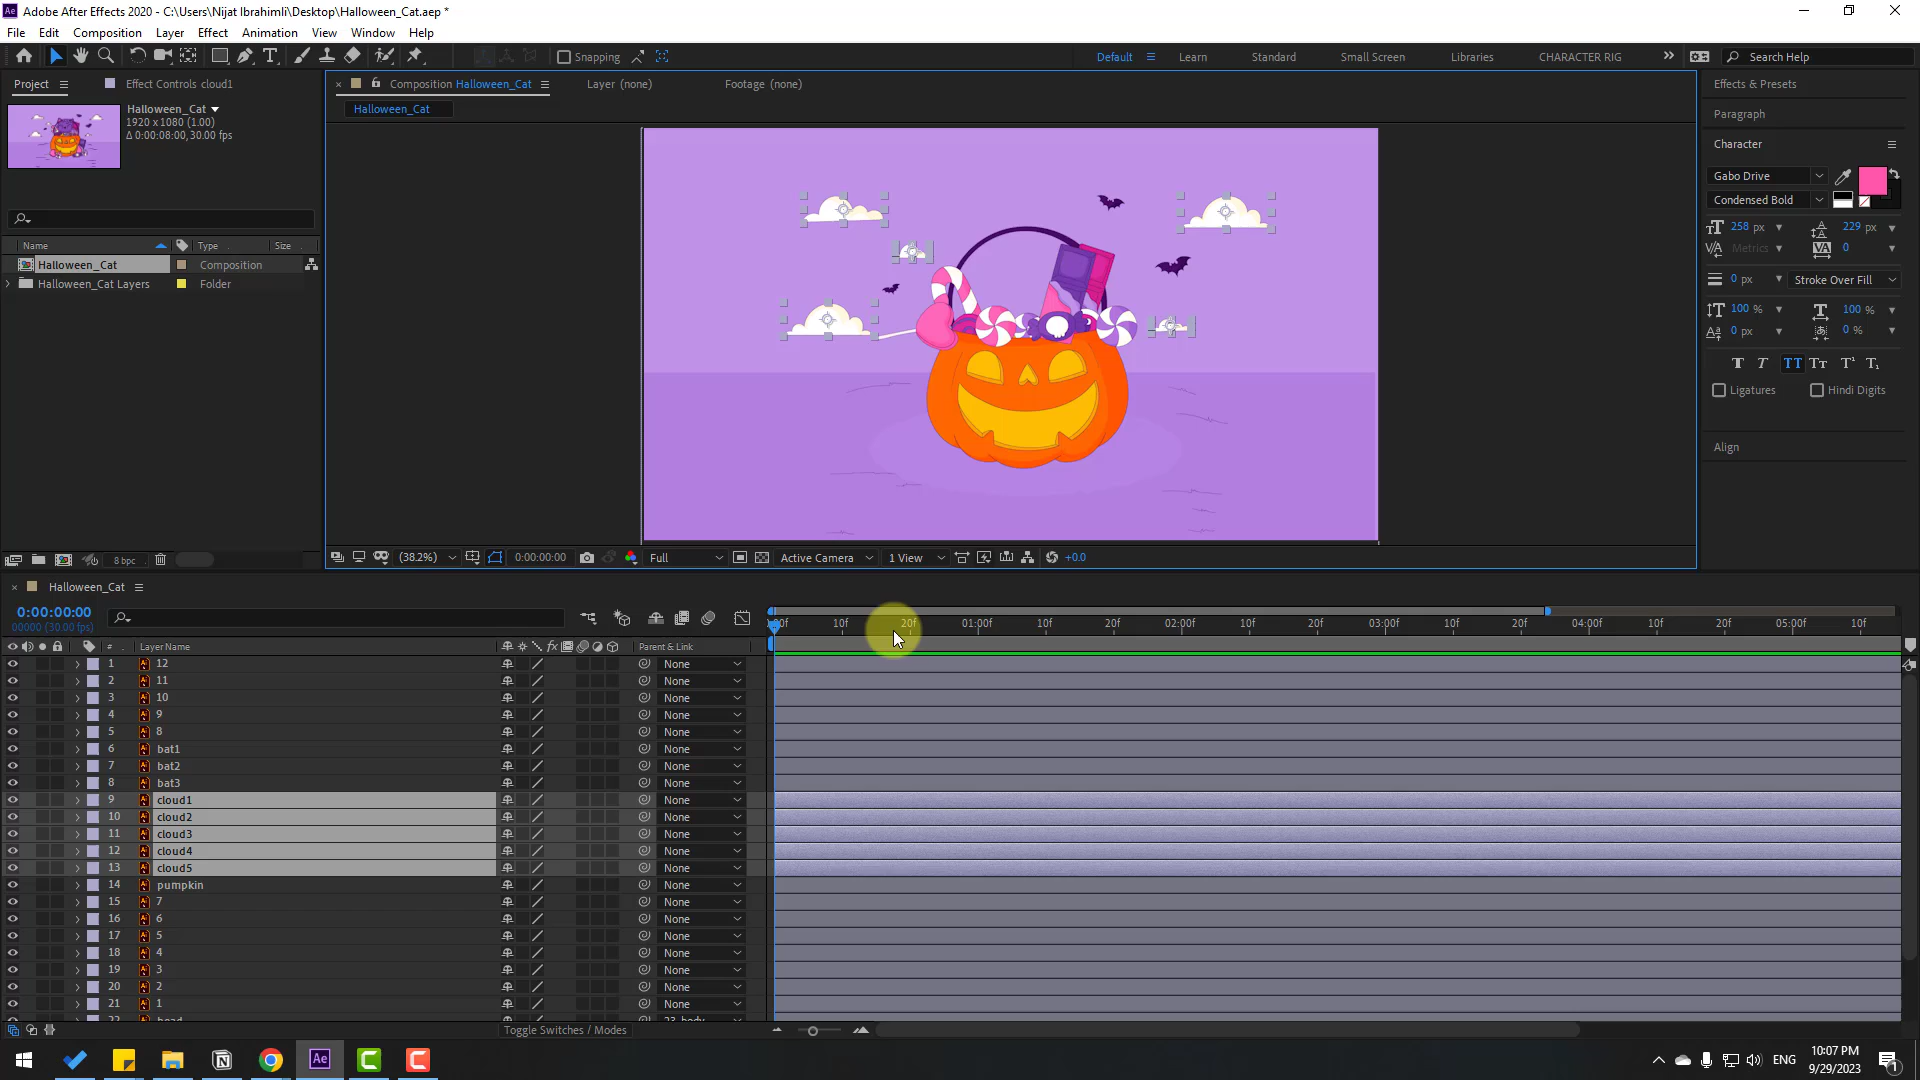 Adobe After Effects 2020 - C:\Users\Nijat Ibrahimli\Desktop\Halloween_Cat.aep *
File Edit Composition Layer Effect Animation View Window Help
Snapping Default Learn Standard Small Screen Libraries CHARACTER RIG Search Help
Project Effect Controls cloud1 Composition Halloween_Cat Layer (none) Footage (none) Effects & Presets
Halloween_Cat
1920 x 1080 (1.00)
Δ 0:00:08:00, 30.00 fps
Halloween_Cat
Paragraph
Character
Gabo Drive
Condensed Bold
258 px 229 px
Metrics 0
0 px Stroke Over Fill
100 % 100 %
0 px 0 %
Ligatures Hindi Digits
Align
Name Type Size
Halloween_Cat Composition
Halloween_Cat Layers Folder
8 bpc
(38.2%) 0:00:00:00 Full Active Camera 1 View +0.0
Halloween_Cat
0:00:00:00
00000 (30.00 fps)
:00f 10f 20f 01:00f 10f 20f 02:00f 10f 20f 03:00f 10f 20f 04:00f 10f 20f 05:00f 10f
# Layer Name Parent & Link
1 12 None
2 11 None
3 10 None
4 9 None
5 8 None
6 bat1 None
7 bat2 None
8 bat3 None
9 cloud1 None
10 cloud2 None
11 cloud3 None
12 cloud4 None
13 cloud5 None
14 pumpkin None
15 7 None
16 6 None
17 5 None
18 4 None
19 3 None
20 2 None
21 1 None
22 head 23. body
Toggle Switches / Modes
ENG 10:07 PM
9/29/2023